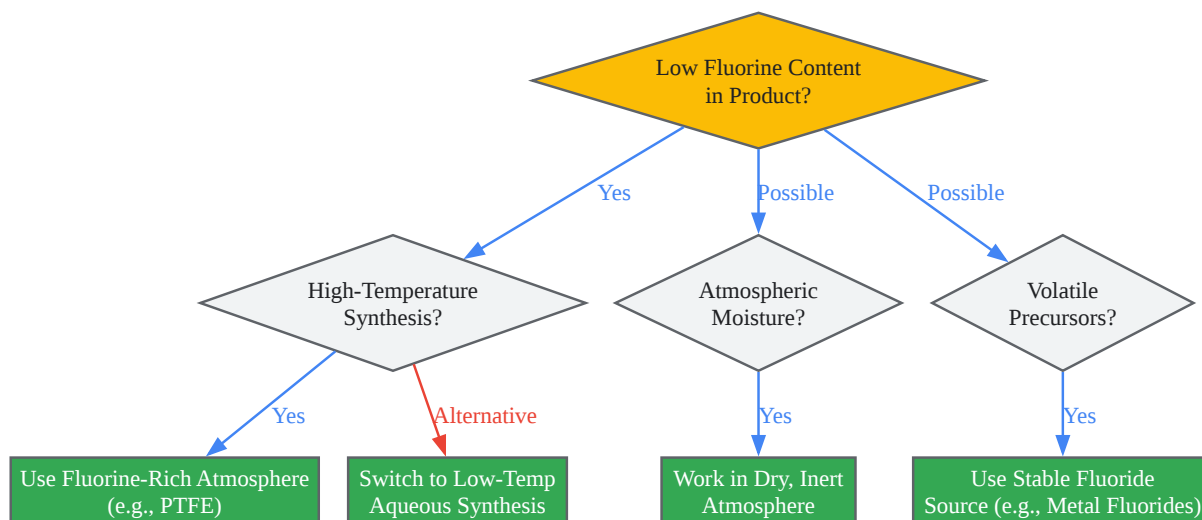 Low Fluorine Content
in Product?
Yes
Possible
Possible
High-Temperature
Synthesis?
Atmospheric
Moisture?
Volatile
Precursors?
Yes
Alternative
Yes
Yes
Use Fluorine-Rich Atmosphere
(e.g., PTFE)
Switch to Low-Temp
Aqueous Synthesis
Work in Dry, Inert
Atmosphere
Use Stable Fluoride
Source (e.g., Metal Fluorides)